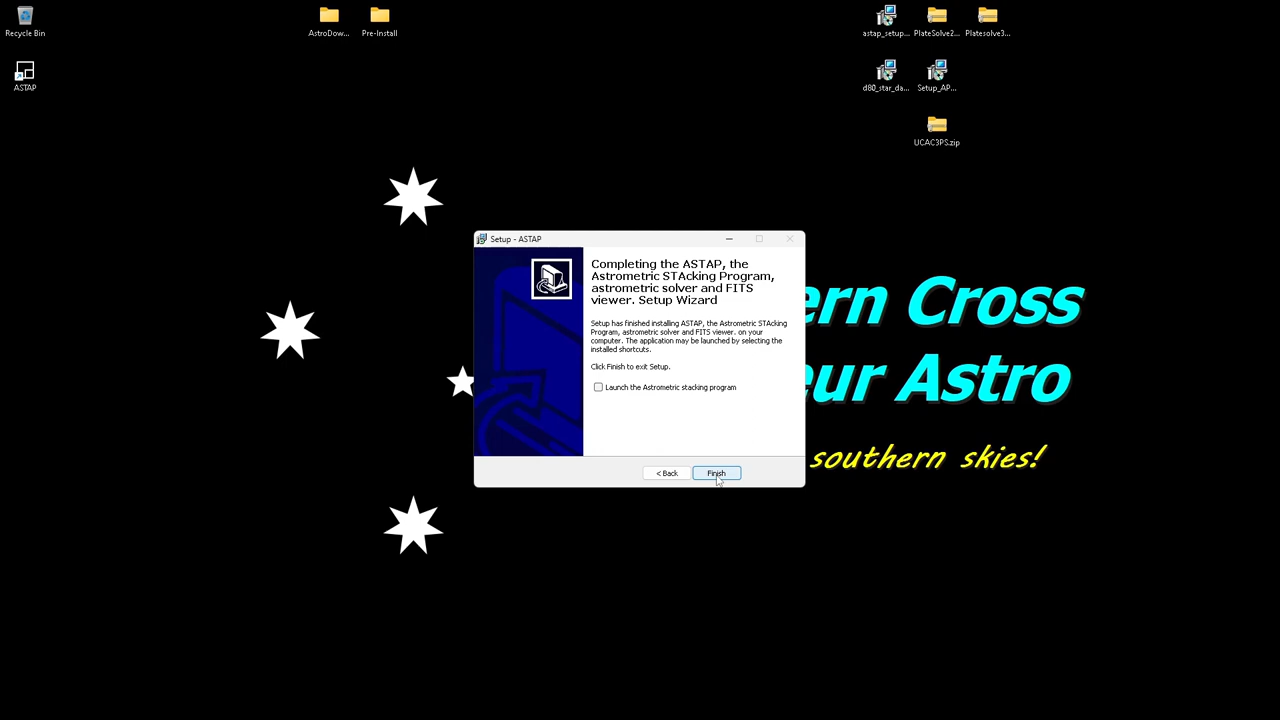 Recycle Bin
AstroDow...
Pre-Install
astap_setup...
PlateSolve2...
Platesolve3...
ASTAP
d80_star_da...
Setup_AP...
UCAC3PS.zip
Setup - ASTAP
Completing the ASTAP, the
Astrometric STAcking Program,
astrometric solver and FITS
viewer. Setup Wizard
Setup has finished installing ASTAP, the Astrometric STAcking
Program, astrometric solver and FITS viewer. on your
computer. The application may be launched by selecting the
installed shortcuts.
Click Finish to exit Setup.
Launch the Astrometric stacking program
< Back
Finish
ern Cross
eur Astro
southern skies!